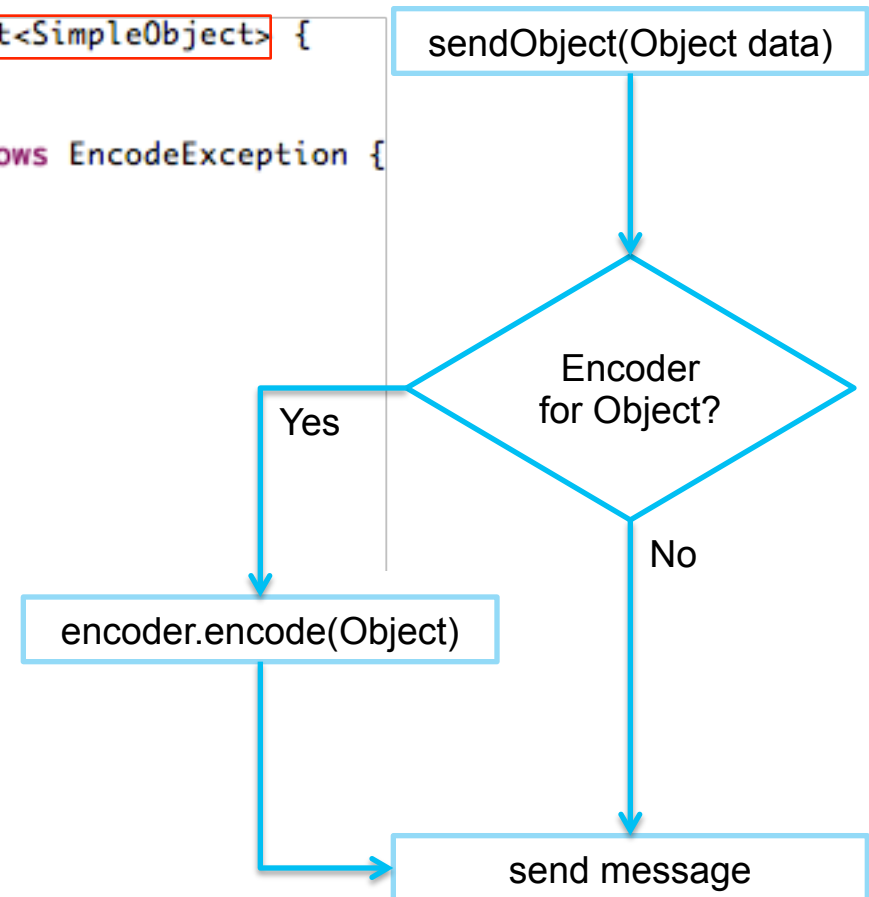 t<SimpleObject> {
ows EncodeException {
sendObject(Object data)
Encoder
for Object?
Yes
No
encoder.encode(Object)
send message